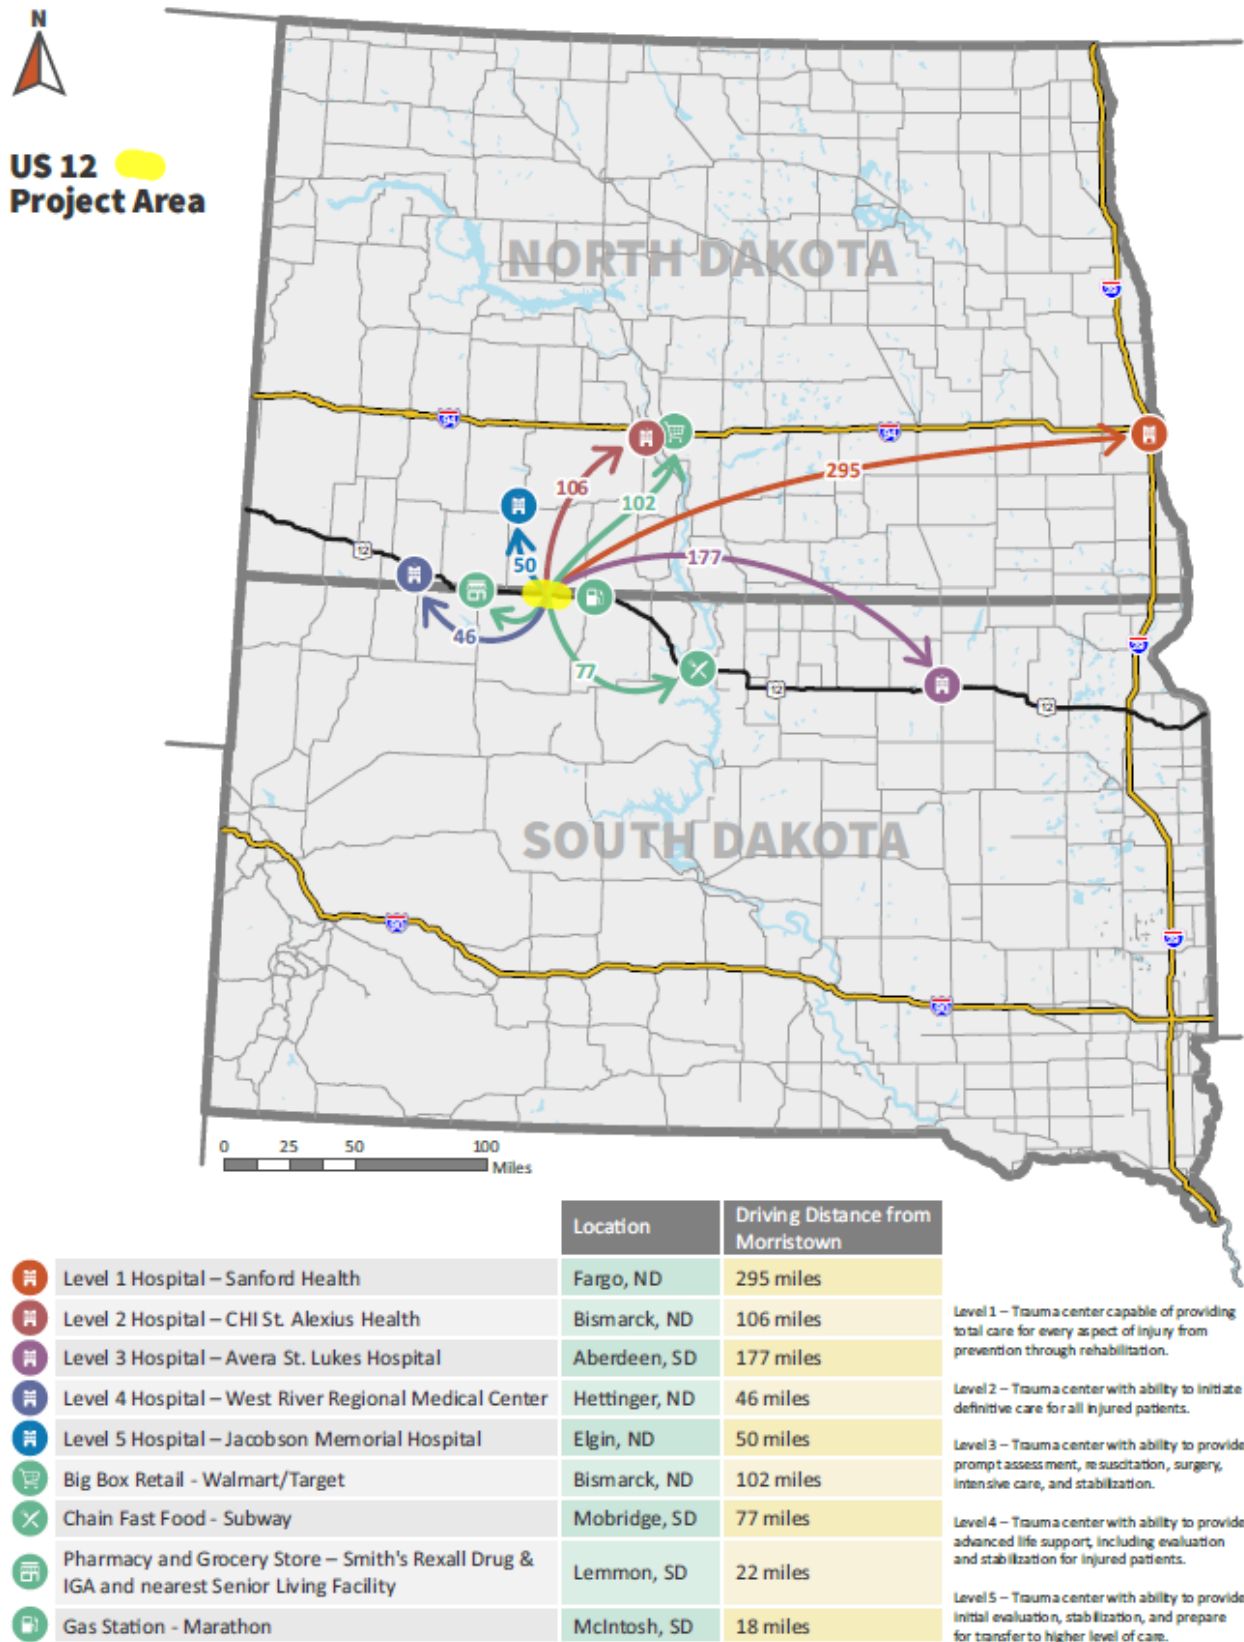 N
US 12
Project Area
NORTH DAKOTA
94
94
29
106
102
295
50
177
12
46
77
12
12
29
SOUTH DAKOTA
90
29
90
0 25 50 100
Miles
Location
Driving Distance from
Morristown
Level 1 Hospital – Sanford Health Fargo, ND 295 miles
Level 2 Hospital – CHI St. Alexius Health Bismarck, ND 106 miles
Level 3 Hospital – Avera St. Lukes Hospital Aberdeen, SD 177 miles
Level 4 Hospital – West River Regional Medical Center Hettinger, ND 46 miles
Level 5 Hospital – Jacobson Memorial Hospital Elgin, ND 50 miles
Big Box Retail - Walmart/Target Bismarck, ND 102 miles
Chain Fast Food - Subway Mobridge, SD 77 miles
Pharmacy and Grocery Store – Smith's Rexall Drug &
IGA and nearest Senior Living Facility Lemmon, SD 22 miles
Gas Station - Marathon McIntosh, SD 18 miles
Level 1 – Trauma center capable of providing
total care for every aspect of injury from
prevention through rehabilitation.
Level 2 – Trauma center with ability to initiate
definitive care for all injured patients.
Level 3 – Trauma center with ability to provide
prompt assessment, resuscitation, surgery,
intensive care, and stabilization.
Level 4 – Trauma center with ability to provide
advanced life support, including evaluation
and stabilization for injured patients.
Level 5 – Trauma center with ability to provide
initial evaluation, stabilization, and prepare
for transfer to higher level of care.